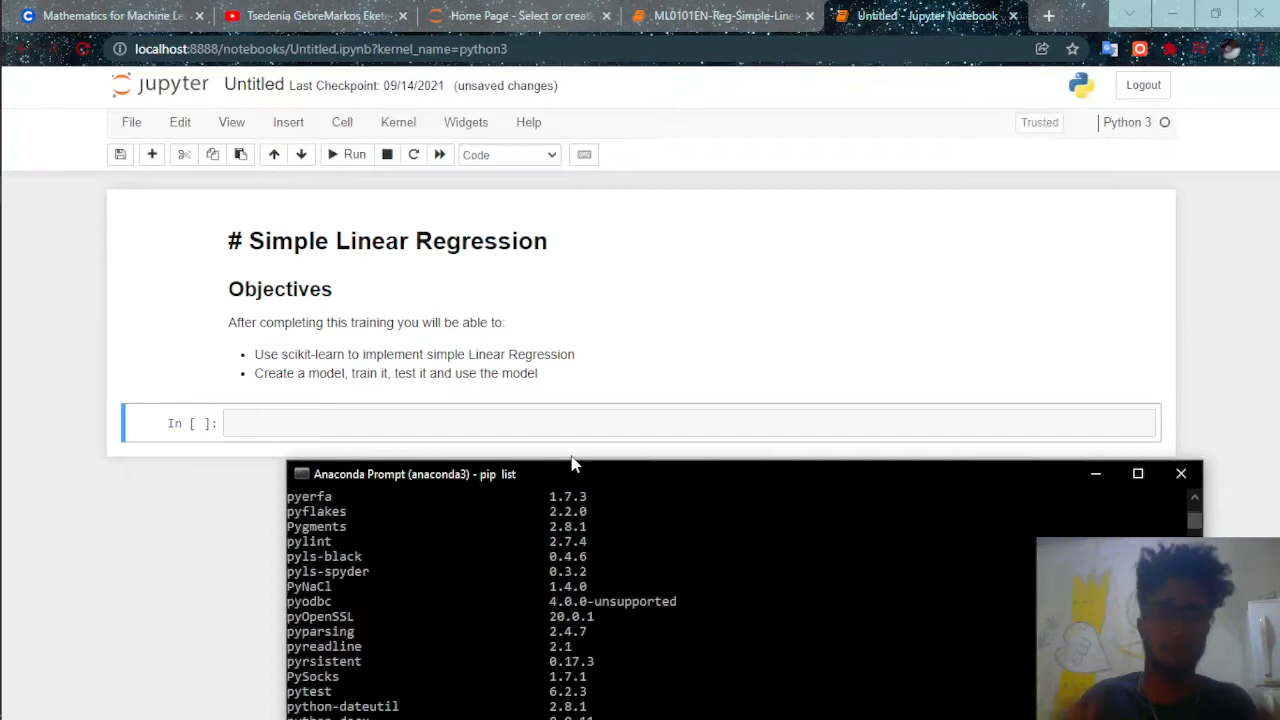 Mathematics for Machine Le
Tsedenia GebreMarkos Eket
Home Page - Select or creat
ML0101EN-Reg-Simple-Line
Untitled - Jupyter Notebook
localhost:8888/notebooks/Untitled.ipynb?kernel_name=python3
jupyter Untitled Last Checkpoint: 09/14/2021 (unsaved changes)
Logout
File Edit View Insert Cell Kernel Widgets Help
Trusted
Python 3
Run
Code
# Simple Linear Regression
Objectives
After completing this training you will be able to:
• Use scikit-learn to implement simple Linear Regression
• Create a model, train it, test it and use the model
In [ ]:
Anaconda Prompt (anaconda3) - pip list
pyerfa 1.7.3
pyflakes 2.2.0
Pygments 2.8.1
pylint 2.7.4
pyls-black 0.4.6
pyls-spyder 0.3.2
PyNaCl 1.4.0
pyodbc 4.0.0-unsupported
pyOpenSSL 20.0.1
pyparsing 2.4.7
pyreadline 2.1
pyrsistent 0.17.3
PySocks 1.7.1
pytest 6.2.3
python-dateutil 2.8.1